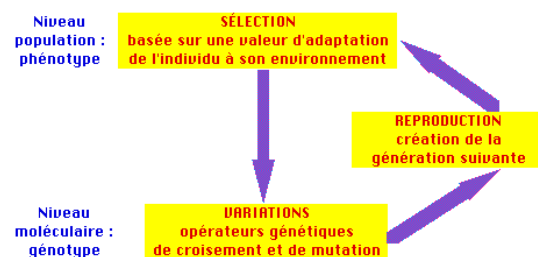 Niveau
population :
phénotype
SÉLECTION
basée sur une valeur d'adaptation
de l'individu à son environnement
REPRODUCTION
création de la
génération suivante
Niveau
moléculaire :
génotype
VARIATIONS
opérateurs génétiques
de croisement et de mutation